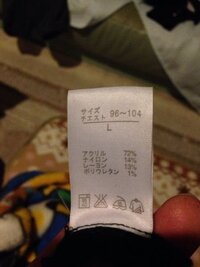 サイズ
チェスト 96~104
L
アクリル 72%
ナイロン 14%
レーヨン 13%
ポリウレタン 1%